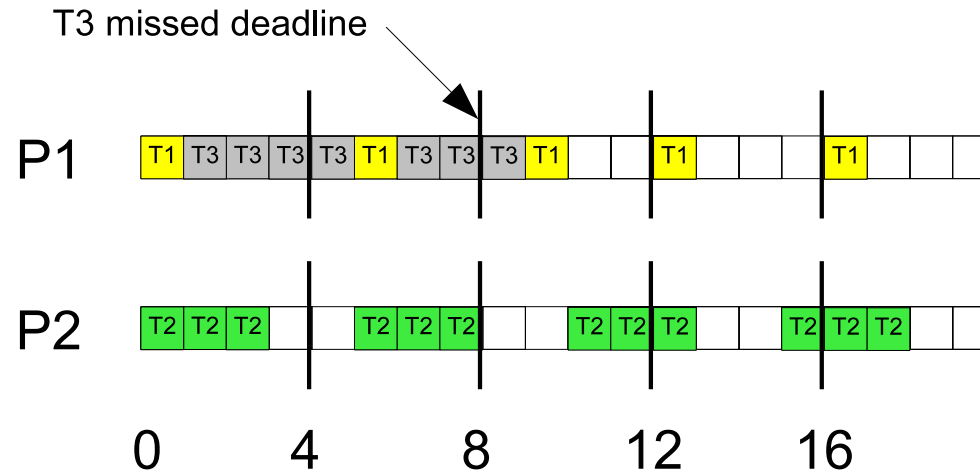 T3 missed deadline
P1 T1 T3 T3 T3 T3 T1 T3 T3 T3 T1 T1 T1
P2 T2 T2 T2 T2 T2 T2 T2 T2 T2 T2 T2 T2
0 4 8 12 16